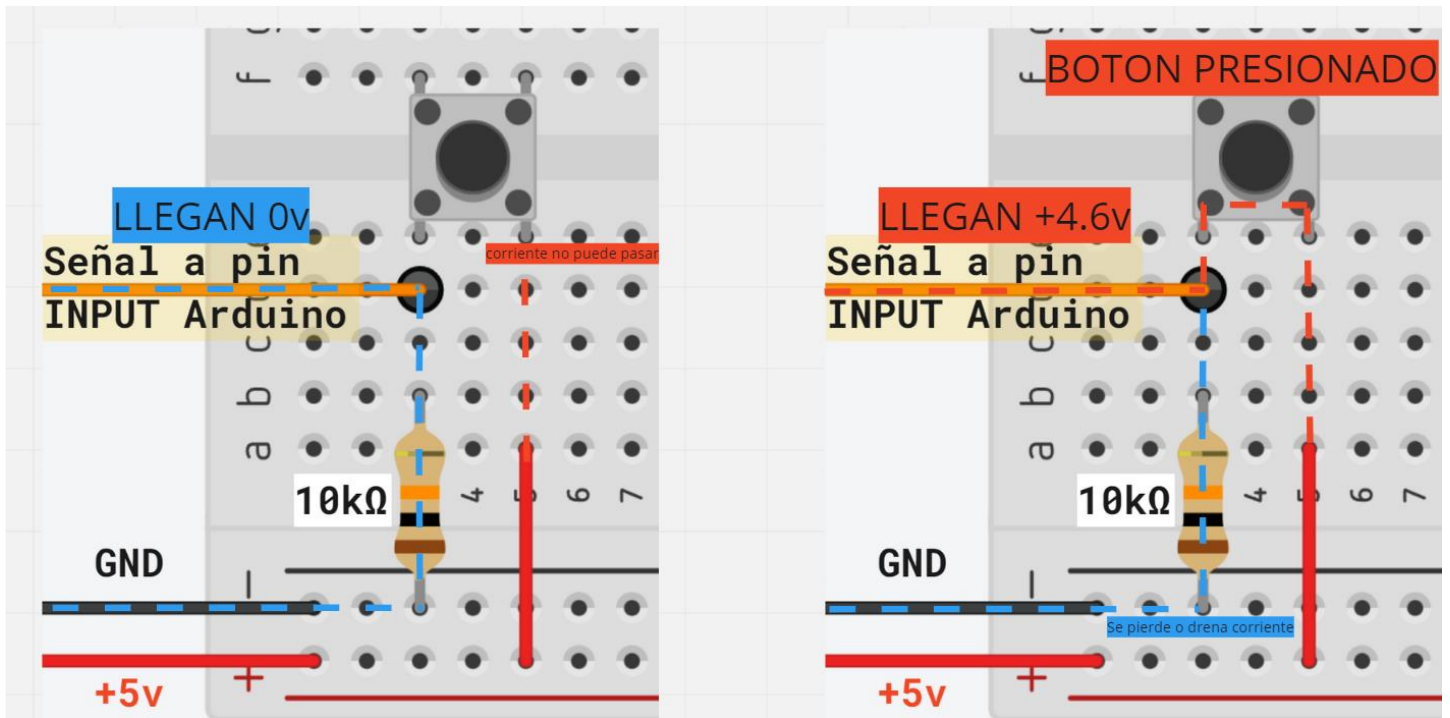 f
LLEGAN 0v
corriente no puede pasar
Señal a pin
INPUT Arduino
c
b
a
10kΩ
4
5
6
7
GND
−
+
+5v
BOTON PRESIONADO
f
LLEGAN +4.6v
Señal a pin
INPUT Arduino
c
b
a
10kΩ
4
5
6
7
GND
−
Se pierde o drena corriente
+
+5v